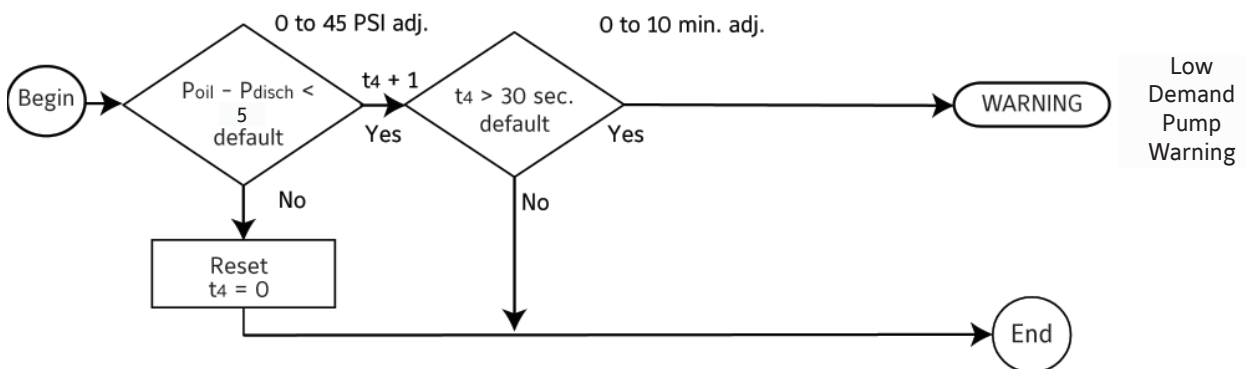 0 to 45 PSI adj.
0 to 10 min. adj.
Begin
Poil - Pdisch <
5
default
t4 + 1
Yes
t4 > 30 sec.
default
Yes
WARNING
Low
Demand
Pump
Warning
No
No
Reset
t4 = 0
End